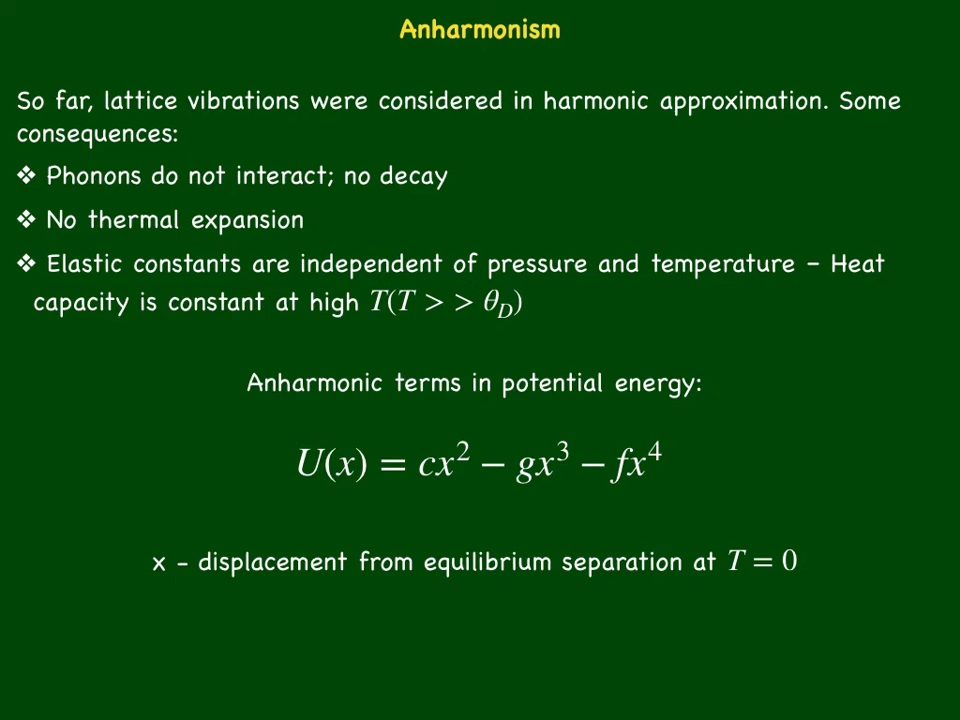 Anharmonism
So far, lattice vibrations were considered in harmonic approximation. Some
consequences:
❖ Phonons do not interact; no decay
❖ No thermal expansion
❖ Elastic constants are independent of pressure and temperature – Heat
capacity is constant at high T(T > > θ_D)
Anharmonic terms in potential energy:
U(x) = cx² − gx³ − fx⁴
x – displacement from equilibrium separation at T = 0